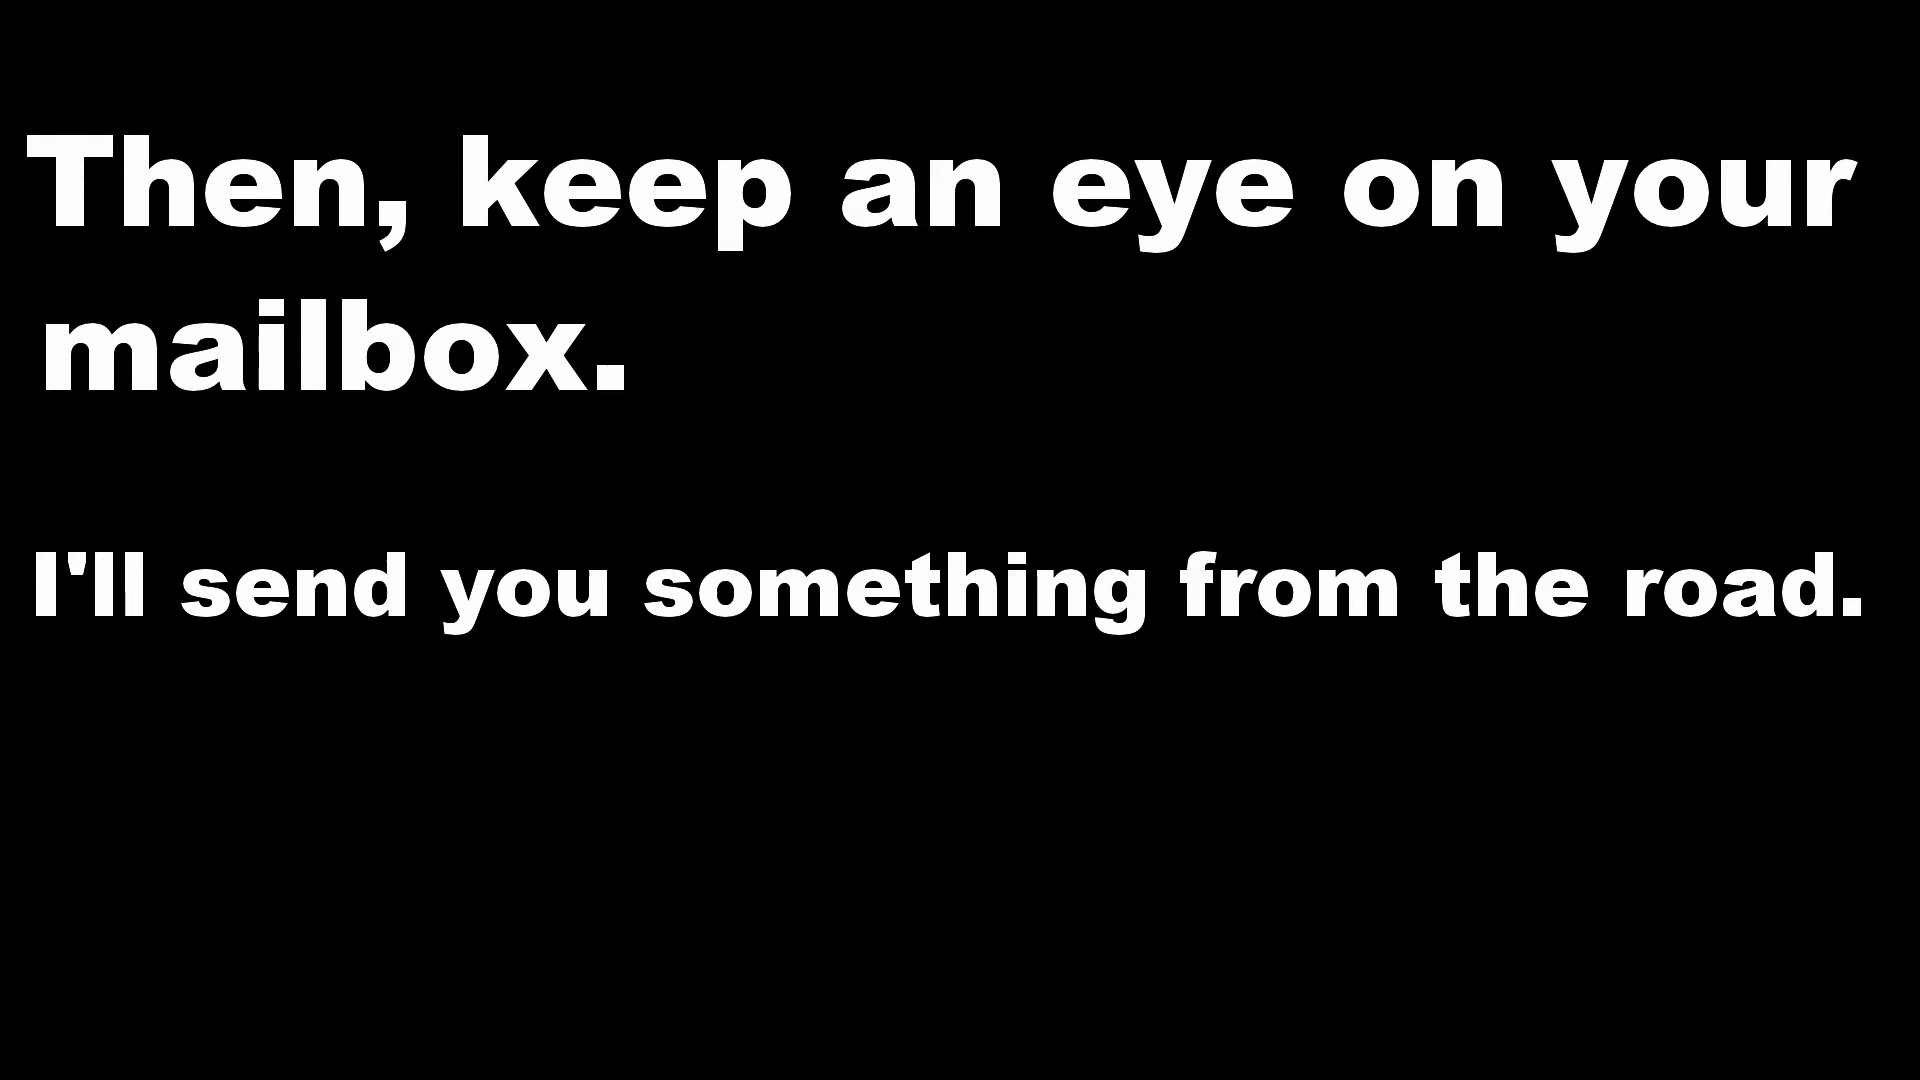 Then, keep an eye on your
mailbox.
I'll send you something from the road.